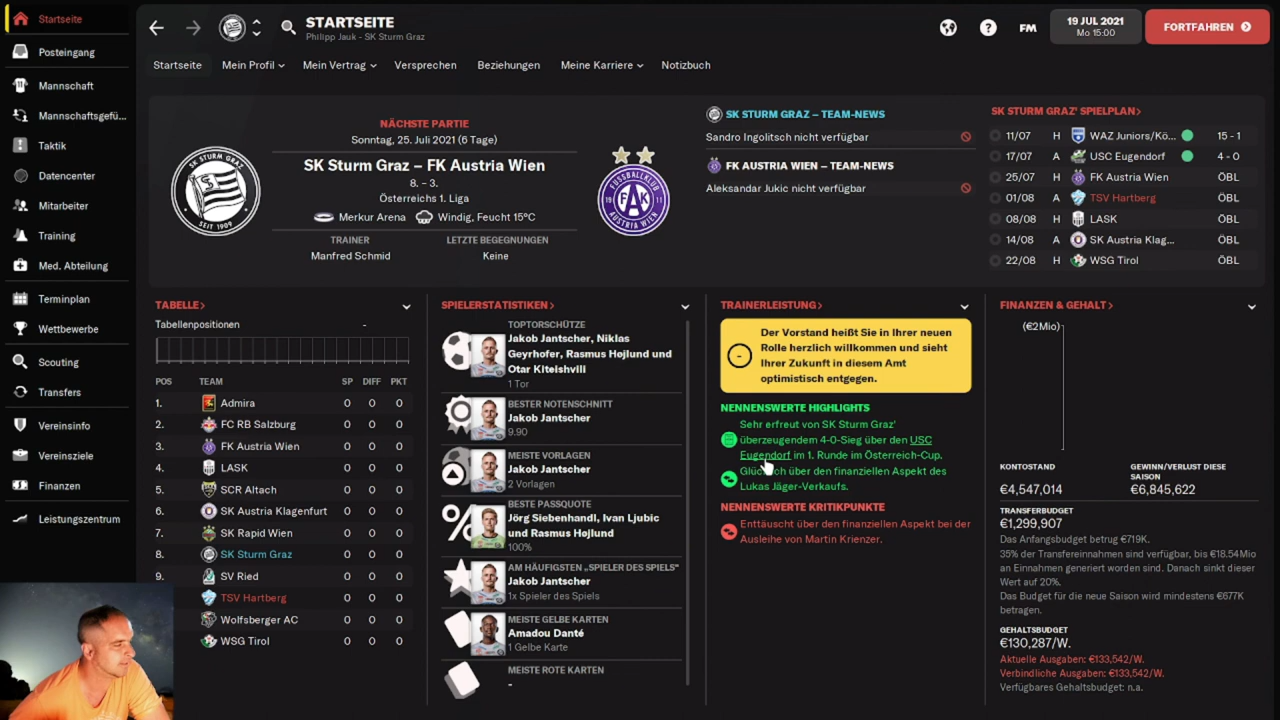 Startseite
Posteingang
Mannschaft
Mannschaftsgefü...
Taktik
Datencenter
Mitarbeiter
Training
Med. Abteilung
Terminplan
Wettbewerbe
Scouting
Transfers
Vereinsinfo
Vereinsziele
Finanzen
Leistungszentrum
STARTSEITE
Philipp Jauk - SK Sturm Graz
FM
19 JUL 2021
Mo 15:00
FORTFAHREN
Startseite
Mein Profil
Mein Vertrag
Versprechen
Beziehungen
Meine Karriere
Notizbuch
NÄCHSTE PARTIE
Sonntag, 25. Juli 2021 (6 Tage)
SK Sturm Graz – FK Austria Wien
8. - 3.
Österreichs 1. Liga
Merkur Arena Windig, Feucht 15°C
TRAINER
Manfred Schmid
LETZTE BEGEGNUNGEN
Keine
SK STURM GRAZ – TEAM-NEWS
Sandro Ingolitsch nicht verfügbar
FK AUSTRIA WIEN – TEAM-NEWS
Aleksandar Jukic nicht verfügbar
SK STURM GRAZ' SPIELPLAN>
11/07 H WAZ Juniors/Kö... 15 - 1
17/07 A USC Eugendorf 4 - 0
25/07 H FK Austria Wien ÖBL
01/08 A TSV Hartberg ÖBL
08/08 H LASK ÖBL
14/08 A SK Austria Klag... ÖBL
22/08 H WSG Tirol ÖBL
TABELLE>
Tabellenpositionen -
POS TEAM SP DIFF PKT
1. Admira 0 0 0
2. FC RB Salzburg 0 0 0
3. FK Austria Wien 0 0 0
4. LASK 0 0 0
5. SCR Altach 0 0 0
6. SK Austria Klagenfurt 0 0 0
7. SK Rapid Wien 0 0 0
8. SK Sturm Graz 0 0 0
9. SV Ried 0 0 0
TSV Hartberg 0 0 0
Wolfsberger AC 0 0 0
WSG Tirol 0 0 0
SPIELERSTATISTIKEN>
TOPTORSCHÜTZE
Jakob Jantscher, Niklas
Geyrhofer, Rasmus Højlund und
Otar Kiteishvili
1 Tor
BESTER NOTENSCHNITT
Jakob Jantscher
9.90
MEISTE VORLAGEN
Jakob Jantscher
2 Vorlagen
BESTE PASSQUOTE
Jörg Siebenhandl, Ivan Ljubic
und Rasmus Højlund
100%
AM HÄUFIGSTEN „SPIELER DES SPIELS"
Jakob Jantscher
1x Spieler des Spiels
MEISTE GELBE KARTEN
Amadou Danté
1 Gelbe Karte
MEISTE ROTE KARTEN
-
TRAINERLEISTUNG>
Der Vorstand heißt Sie in Ihrer neuen
Rolle herzlich willkommen und sieht
Ihrer Zukunft in diesem Amt
optimistisch entgegen.
NENNENSWERTE HIGHLIGHTS
Sehr erfreut von SK Sturm Graz'
überzeugendem 4-0-Sieg über den USC
Eugendorf im 1. Runde im Österreich-Cup.
Glücklich über den finanziellen Aspekt des
Lukas Jäger-Verkaufs.
NENNENSWERTE KRITIKPUNKTE
Enttäuscht über den finanziellen Aspekt bei der
Ausleihe von Martin Krienzer.
FINANZEN & GEHALT>
(€2Mio)
KONTOSTAND
€4,547,014
GEWINN/VERLUST DIESE
SAISON
€6,845,622
TRANSFERBUDGET
€1,299,907
Das Anfangsbudget betrug €719K.
35% der Transfereinnahmen sind verfügbar, bis €18.54Mio
an Einnahmen generiert worden sind. Danach sinkt dieser
Wert auf 20%.
Das Budget für die neue Saison wird mindestens €677K
betragen.
GEHALTSBUDGET
€130,287/W.
Aktuelle Ausgaben: €133,542/W.
Verbindliche Ausgaben: €133,542/W.
Verfügbares Gehaltsbudget: n.a.